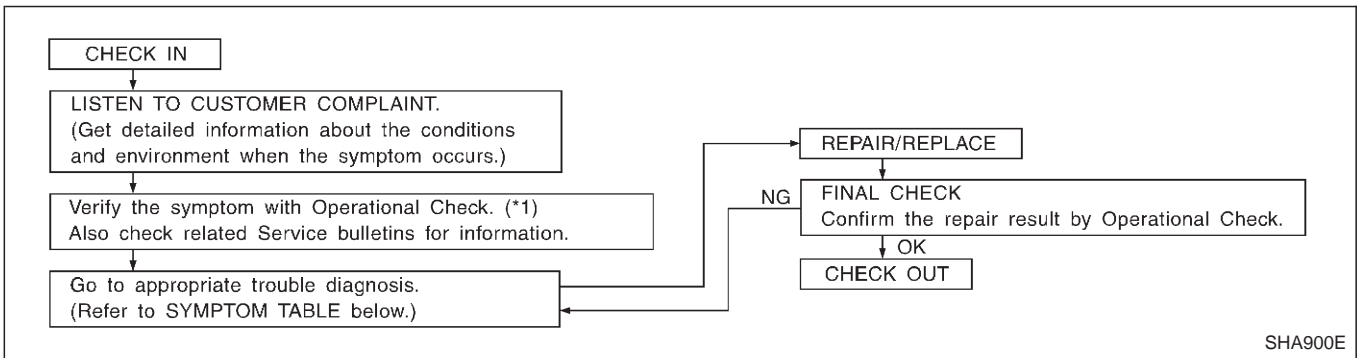 CHECK IN
LISTEN TO CUSTOMER COMPLAINT.
(Get detailed information about the conditions
and environment when the symptom occurs.)
Verify the symptom with Operational Check. (*1)
Also check related Service bulletins for information.
Go to appropriate trouble diagnosis.
(Refer to SYMPTOM TABLE below.)
REPAIR/REPLACE
NG
FINAL CHECK
Confirm the repair result by Operational Check.
OK
CHECK OUT
SHA900E